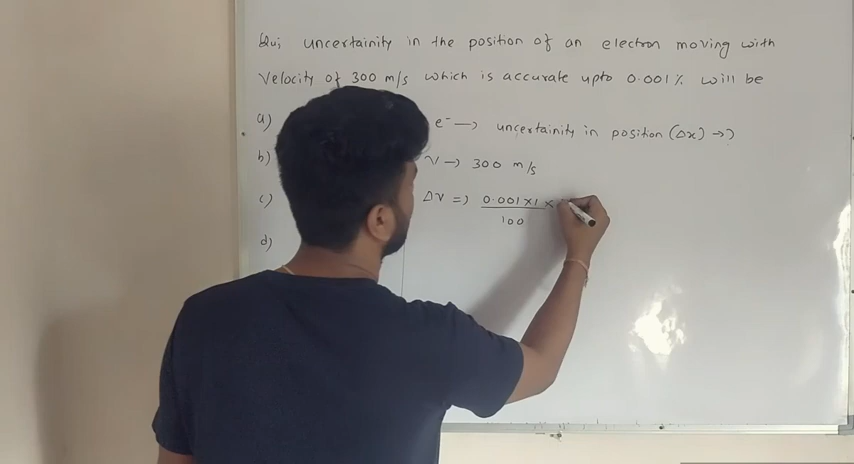 Qu; uncertainity in the position of an electron moving with
velocity of 300 m/s which is accurate upto 0.001% will be
a)
e⁻ —> uncertainity in position (Δx) —> ?
b)
v —> 300 m/s
c)
Δv => 0.001 x 1 x
100
d)